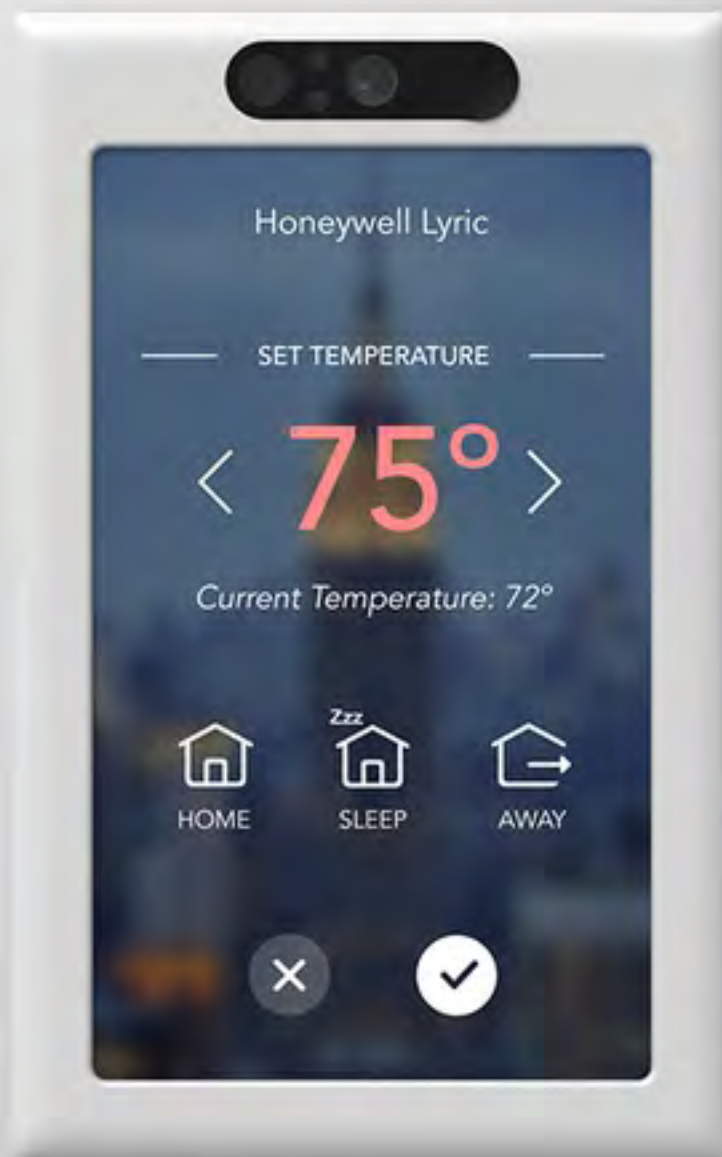 Honeywell Lyric
SET TEMPERATURE
75°
Current Temperature: 72°
Zzz
HOME SLEEP AWAY